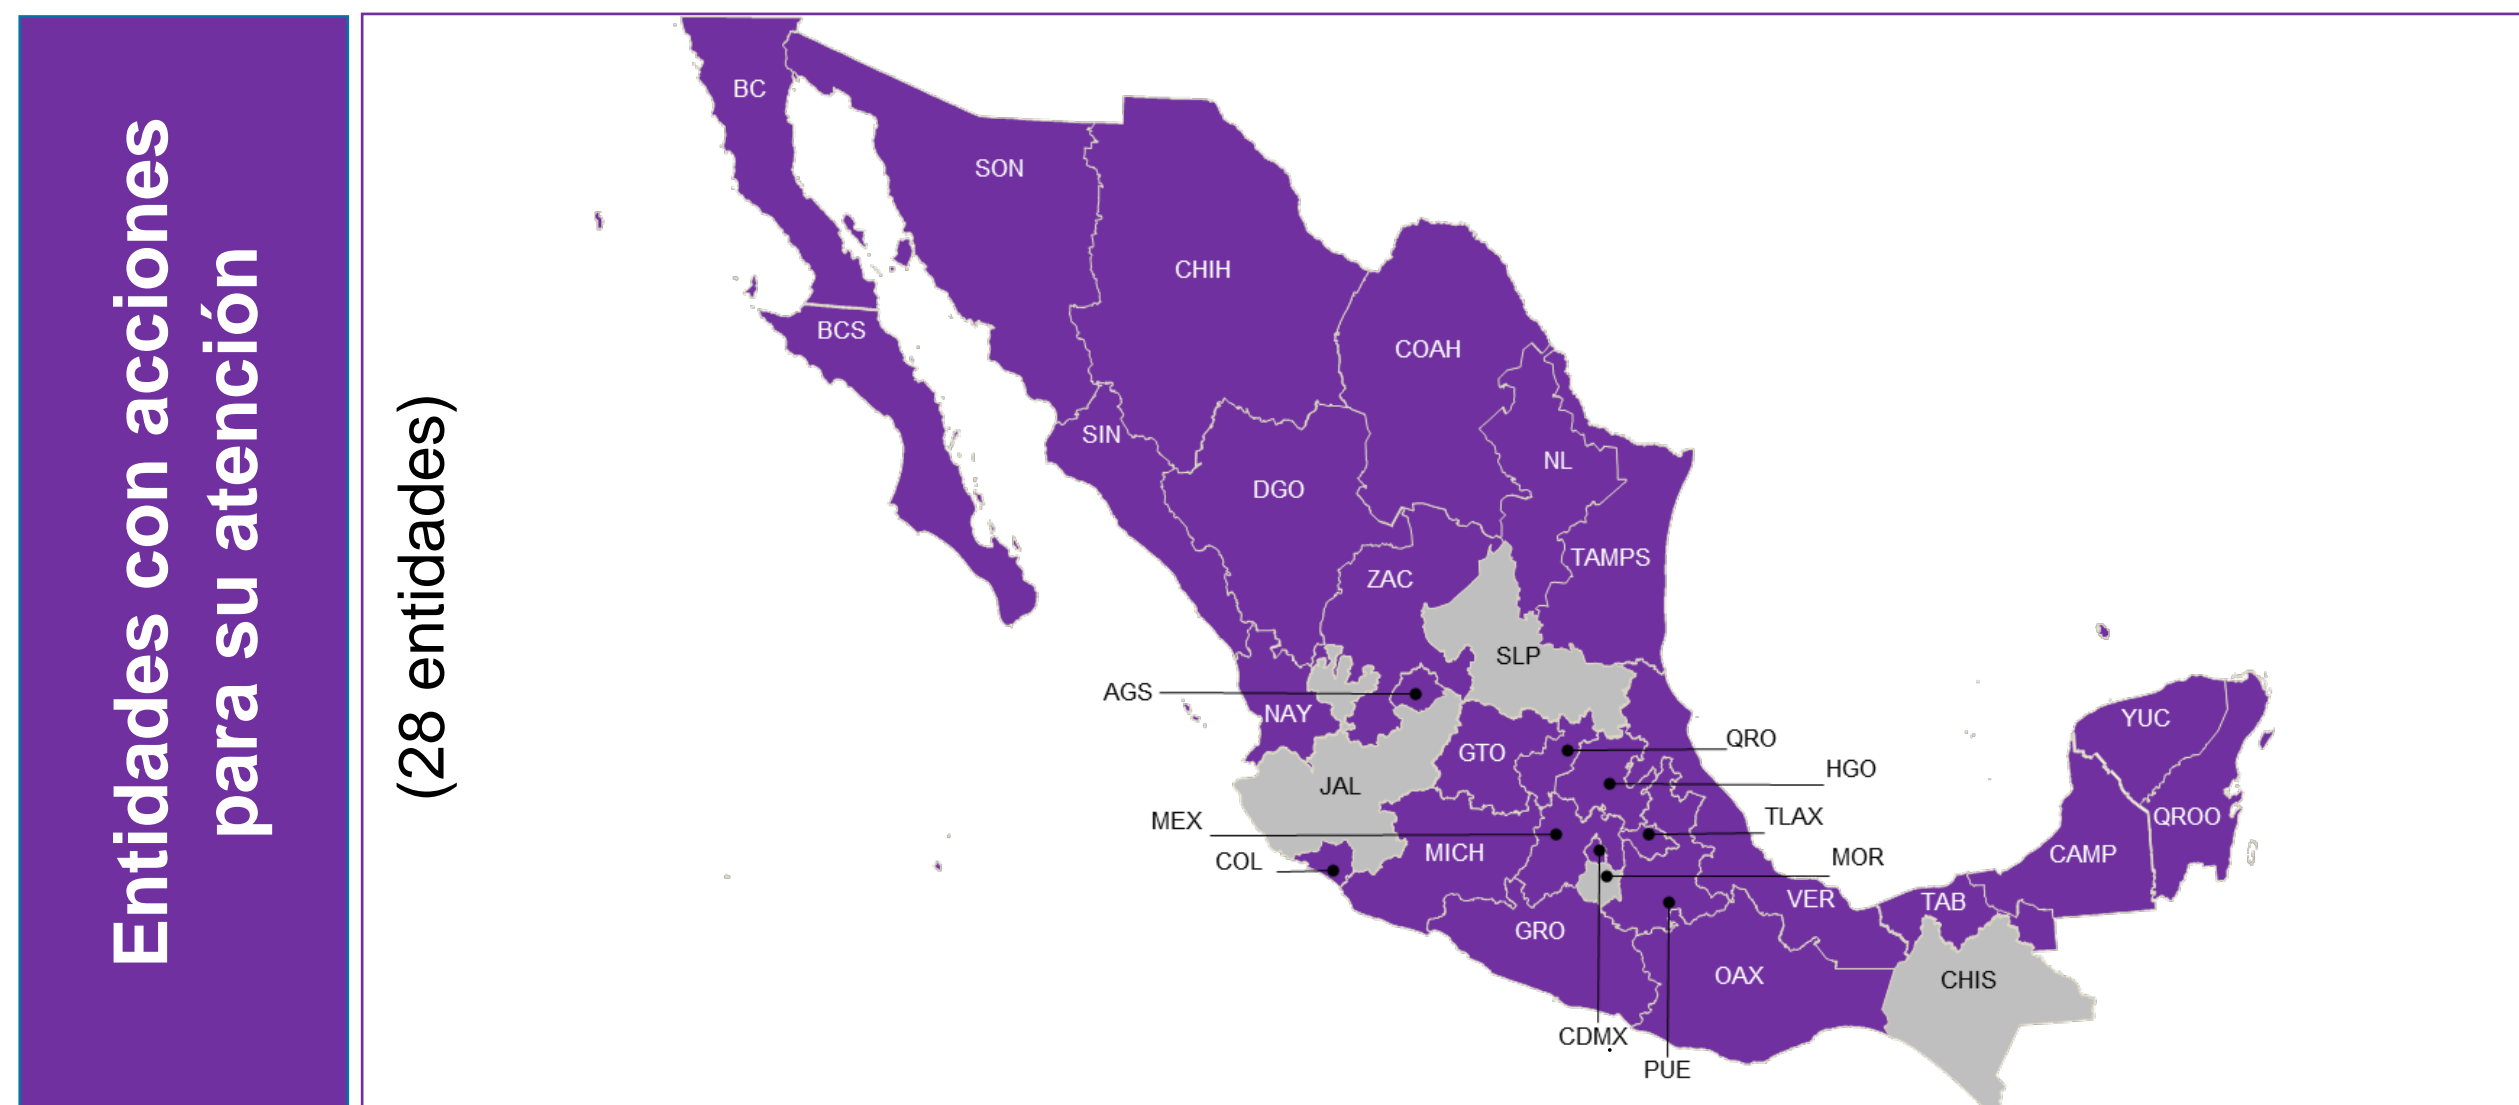 Entidades con acciones
para su atención
(28 entidades)
BC
SON
CHIH
BCS
COAH
SIN
NL
DGO
TAMPS
ZAC
SLP
AGS
NAY
YUC
QRO
GTO
HGO
JAL
QROO
TLAX
MEX
MICH
CAMP
MOR
COL
VER
TAB
GRO
OAX
CHIS
CDMX
PUE